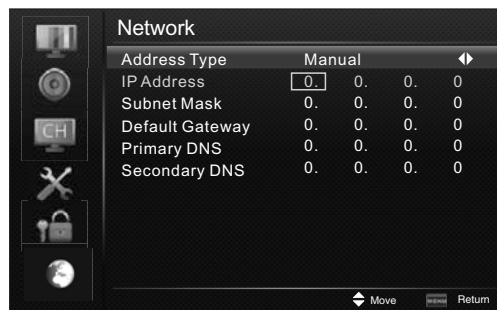 Network
Address Type Manual
IP Address 0. 0. 0. 0
Subnet Mask 0. 0. 0. 0
Default Gateway 0. 0. 0. 0
Primary DNS 0. 0. 0. 0
Secondary DNS 0. 0. 0. 0
CH
Move MENU Return